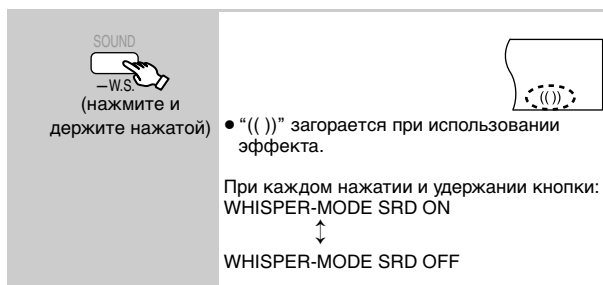 SOUND
–W.S.
(нажмите и
держите нажатой)
(( ))
● “(( ))” загорается при использовании
эффекта.
При каждом нажатии и удержании кнопки:
WHISPER-MODE SRD ON
↕
WHISPER-MODE SRD OFF